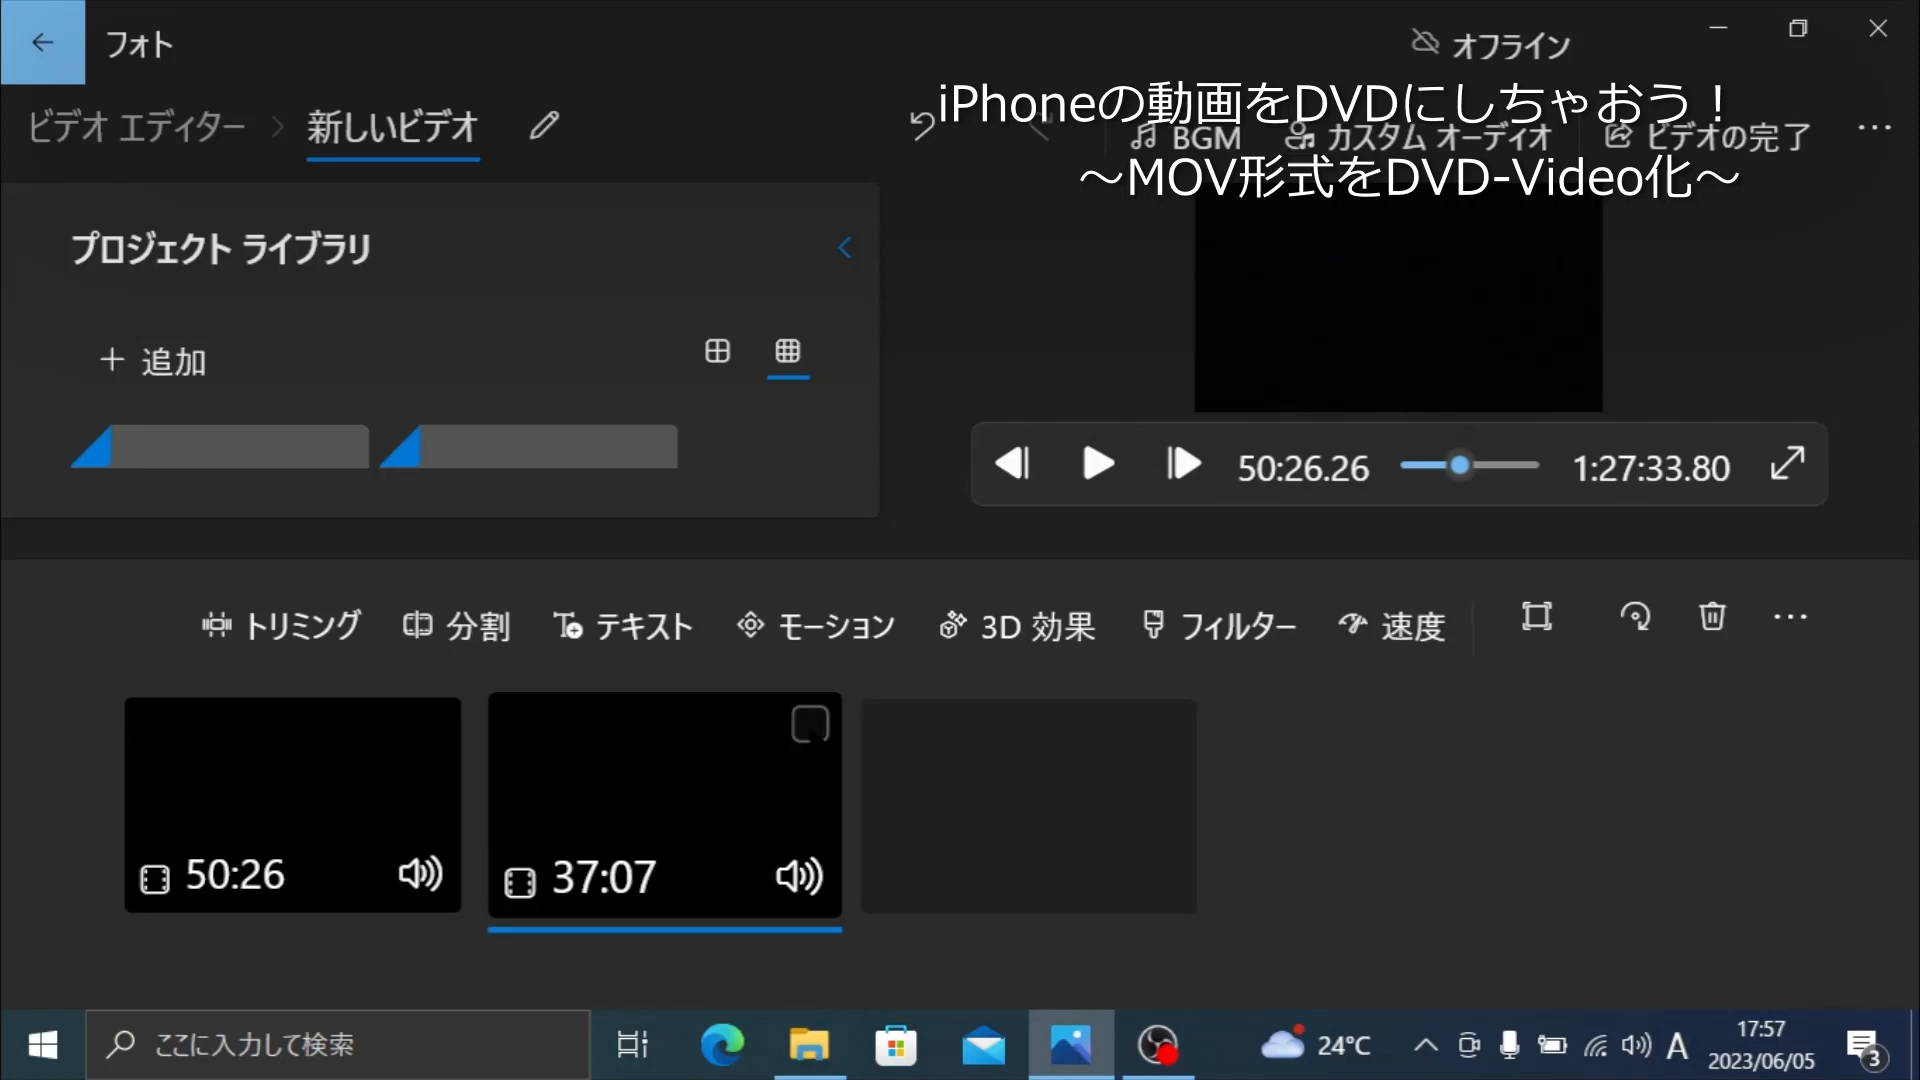 フォト
オフライン
iPhoneの動画をDVDにしちゃおう！
ビデオ エディター
新しいビデオ
BGM
カスタム オーディオ
ビデオの完了
～MOV形式をDVD-Video化～
プロジェクト ライブラリ
追加
50:26.26
1:27:33.80
トリミング
分割
テキスト
モーション
3D 効果
フィルター
速度
50:26
37:07
ここに入力して検索
24°C
A
17:57
2023/06/05
3